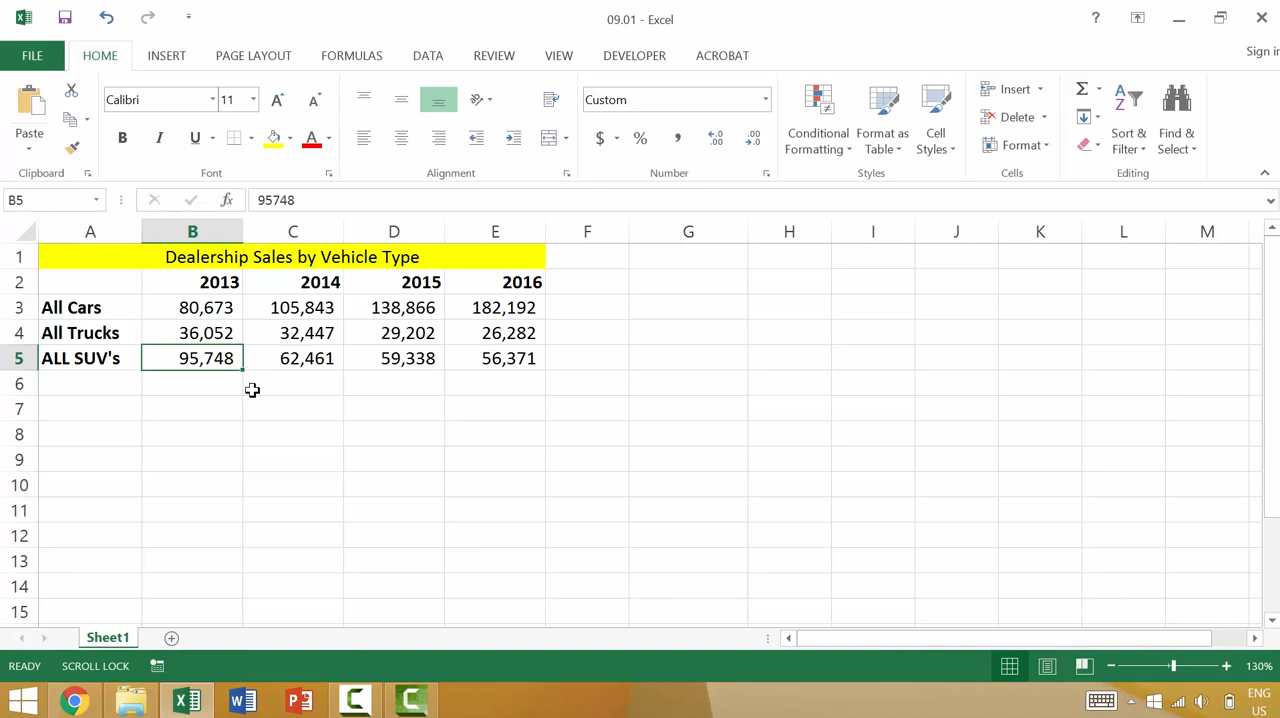 09.01 - Excel
?
FILE HOME INSERT PAGE LAYOUT FORMULAS DATA REVIEW VIEW DEVELOPER ACROBAT Sign in
Paste Calibri 11 Custom Conditional Formatting Format as Table Cell Styles Insert Delete Format Sort & Filter Find & Select
Clipboard Font Alignment Number Styles Cells Editing
B5 fx 95748
A B C D E F G H I J K L M
1 Dealership Sales by Vehicle Type
2 2013 2014 2015 2016
3 All Cars 80,673 105,843 138,866 182,192
4 All Trucks 36,052 32,447 29,202 26,282
5 ALL SUV's 95,748 62,461 59,338 56,371
6
7
8
9
10
11
12
13
14
15
Sheet1
READY SCROLL LOCK 130%
ENG
US